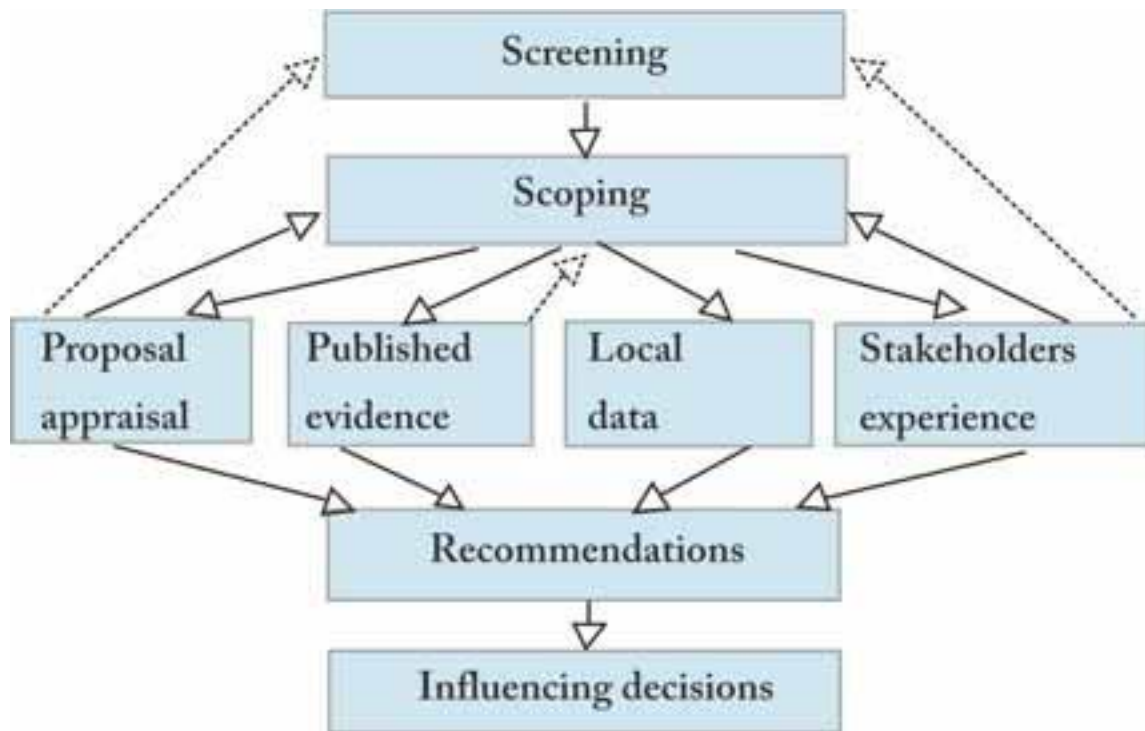 Screening
Scoping
Proposal
appraisal
Published
evidence
Local
data
Stakeholders
experience
Recommendations
Influencing decisions